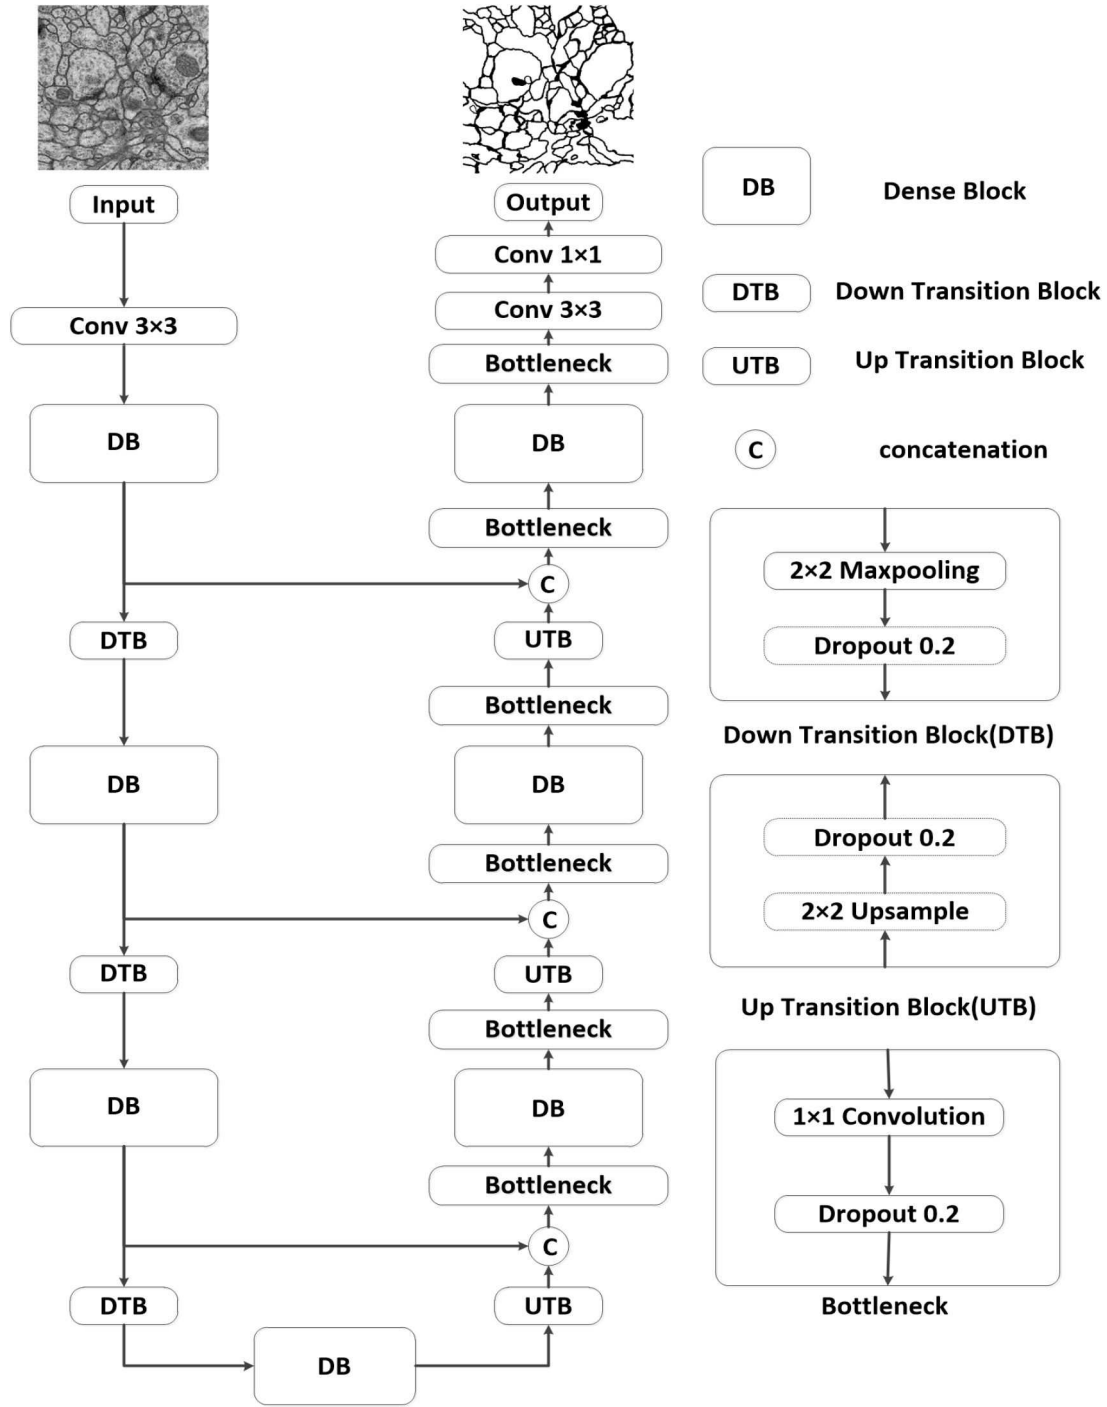 Input
Conv 3×3
DB
DTB
DB
DTB
DB
DTB
DB
Output
Conv 1×1
Conv 3×3
Bottleneck
DB
Bottleneck
C
UTB
Bottleneck
DB
Bottleneck
C
UTB
Bottleneck
DB
Bottleneck
C
UTB
DB Dense Block
DTB Down Transition Block
UTB Up Transition Block
C concatenation
2×2 Maxpooling
Dropout 0.2
Down Transition Block(DTB)
Dropout 0.2
2×2 Upsample
Up Transition Block(UTB)
1×1 Convolution
Dropout 0.2
Bottleneck